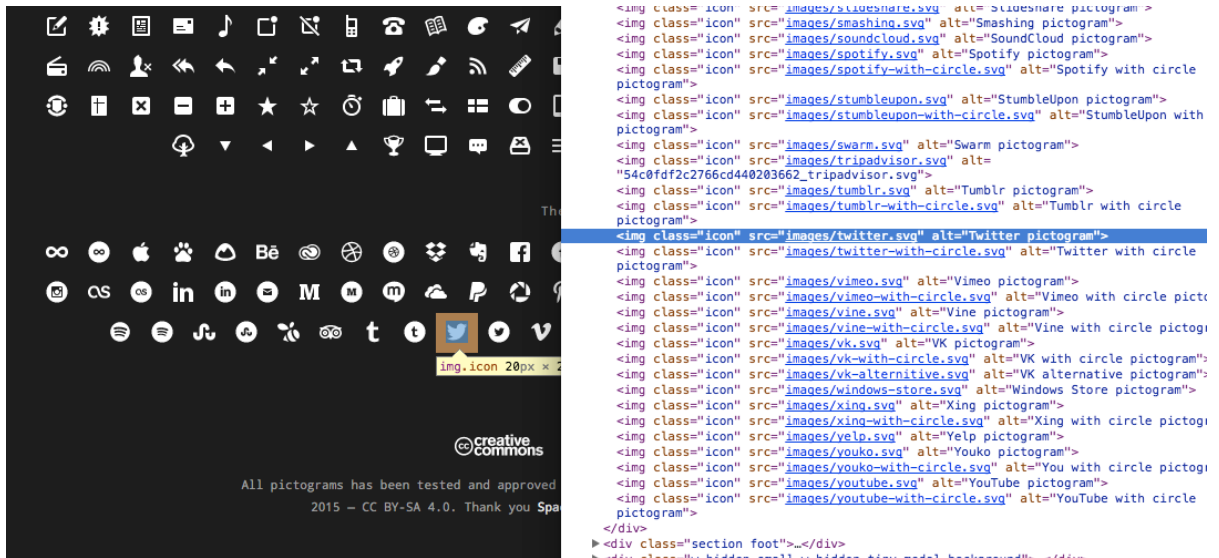 The
img.icon 20px × 2
creative
commons
All pictograms has been tested and approved
2015 — CC BY-SA 4.0. Thank you Spa
<img class="icon" src="images/slideshare.svg" alt="Slideshare pictogram">
<img class="icon" src="images/smashing.svg" alt="Smashing pictogram">
<img class="icon" src="images/soundcloud.svg" alt="SoundCloud pictogram">
<img class="icon" src="images/spotify.svg" alt="Spotify pictogram">
<img class="icon" src="images/spotify-with-circle.svg" alt="Spotify with circle
pictogram">
<img class="icon" src="images/stumbleupon.svg" alt="StumbleUpon pictogram">
<img class="icon" src="images/stumbleupon-with-circle.svg" alt="StumbleUpon with
pictogram">
<img class="icon" src="images/swarm.svg" alt="Swarm pictogram">
<img class="icon" src="images/tripadvisor.svg" alt=
"54c0fdf2c2766cd440203662_tripadvisor.svg">
<img class="icon" src="images/tumblr.svg" alt="Tumblr pictogram">
<img class="icon" src="images/tumblr-with-circle.svg" alt="Tumblr with circle
pictogram">
<img class="icon" src="images/twitter.svg" alt="Twitter pictogram">
<img class="icon" src="images/twitter-with-circle.svg" alt="Twitter with circle
pictogram">
<img class="icon" src="images/vimeo.svg" alt="Vimeo pictogram">
<img class="icon" src="images/vimeo-with-circle.svg" alt="Vimeo with circle picto
<img class="icon" src="images/vine.svg" alt="Vine pictogram">
<img class="icon" src="images/vine-with-circle.svg" alt="Vine with circle pictogr
<img class="icon" src="images/vk.svg" alt="VK pictogram">
<img class="icon" src="images/vk-with-circle.svg" alt="VK with circle pictogram">
<img class="icon" src="images/vk-alternitive.svg" alt="VK alternative pictogram">
<img class="icon" src="images/windows-store.svg" alt="Windows Store pictogram">
<img class="icon" src="images/xing.svg" alt="Xing pictogram">
<img class="icon" src="images/xing-with-circle.svg" alt="Xing with circle pictogr
<img class="icon" src="images/yelp.svg" alt="Yelp pictogram">
<img class="icon" src="images/youko.svg" alt="Youko pictogram">
<img class="icon" src="images/youko-with-circle.svg" alt="You with circle pictogr
<img class="icon" src="images/youtube.svg" alt="YouTube pictogram">
<img class="icon" src="images/youtube-with-circle.svg" alt="YouTube with circle
pictogram">
</div>
<div class="section foot">…</div>